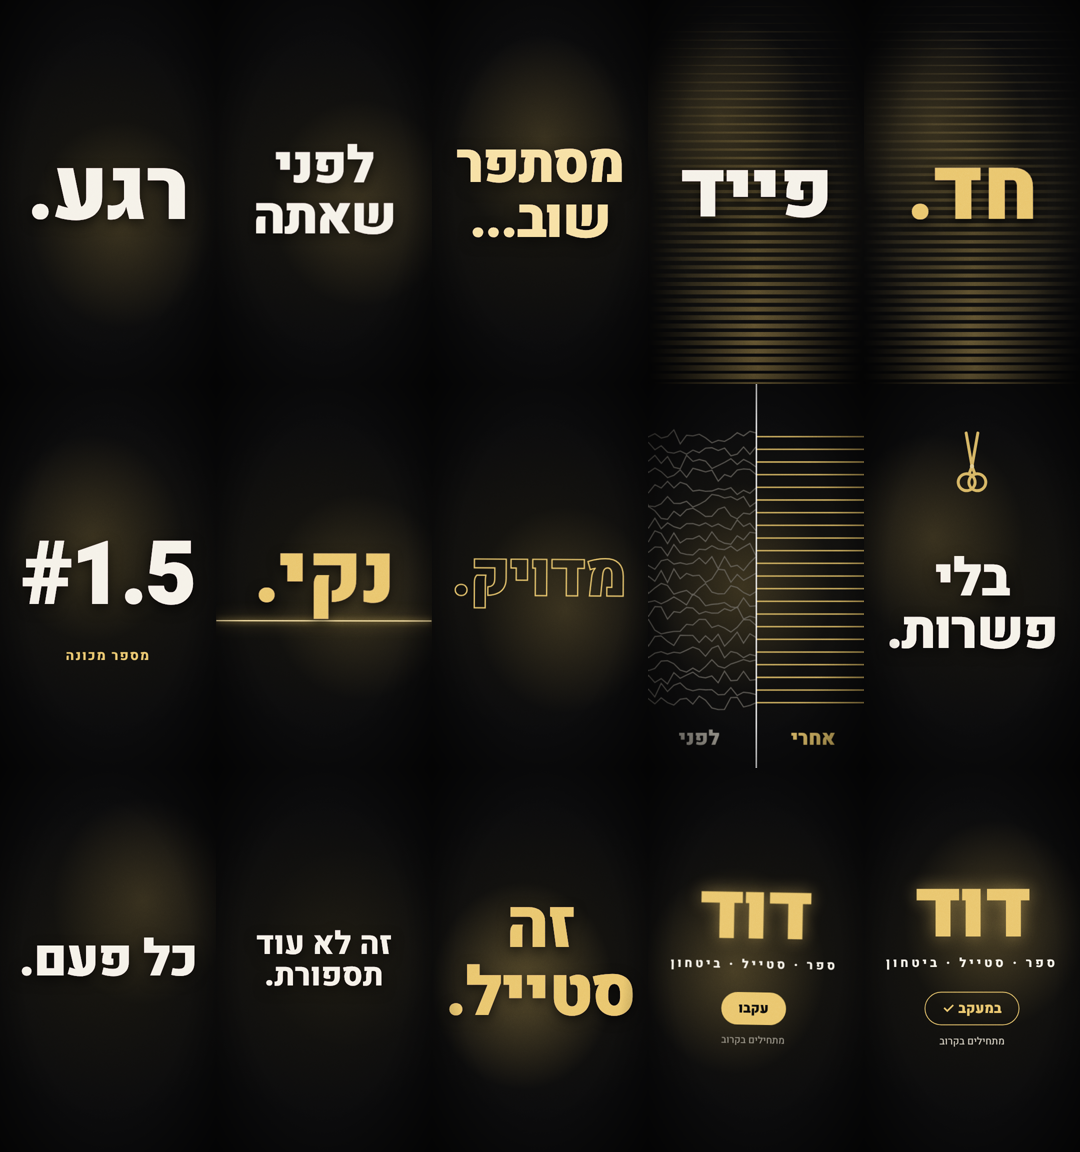 רגע.
לפני
שאתה
מסתפר
שוב...
פייד
חד.
#1.5
מספר מכונה
נקי.
מדויק.
לפני
אחרי
בלי
פשרות.
כל פעם.
זה לא עוד
תספורת.
זה
סטייל.
דוד
ספר · סטייל · ביטחון
עקבו
מתחילים בקרוב
דוד
ספר · סטייל · ביטחון
במעקב ✓
מתחילים בקרוב